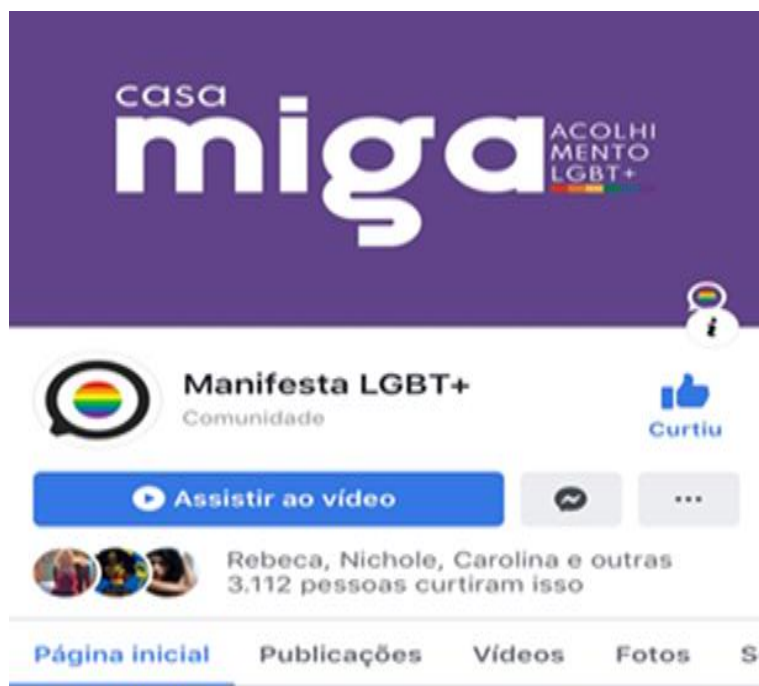 casa
miga
ACOLHI
MENTO
LGBT+
i
Manifesta LGBT+
Comunidade
Curtiu
Assistir ao vídeo
Rebeca, Nichole, Carolina e outras
3.112 pessoas curtiram isso
Página inicial Publicações Vídeos Fotos S